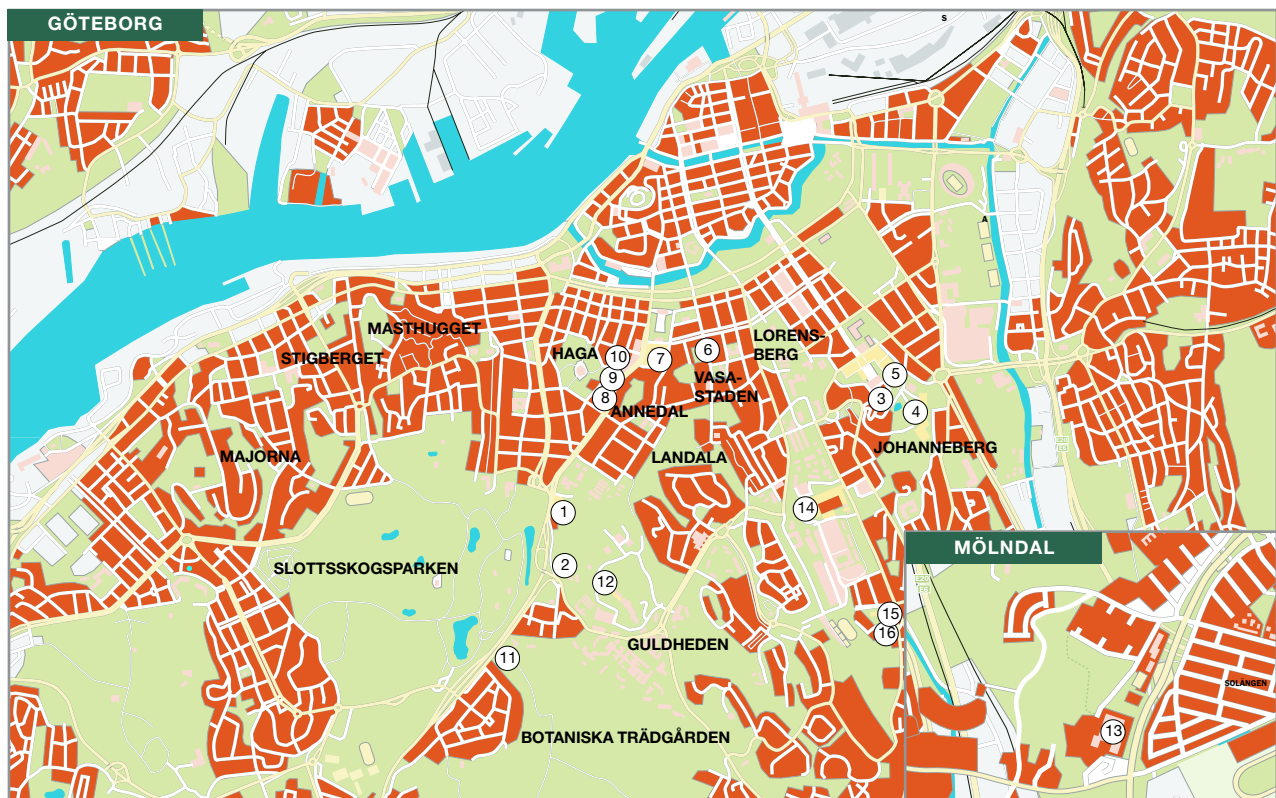 GÖTEBORG
S
A
MASTHUGGET
STIGBERGET
HAGA
10
7
6
LORENS-
BERG
9
8
VASA-
STADEN
5
3
4
ANNEDAL
JOHANNEBERG
MAJORNA
LANDALA
1
14
MÖLNDAL
SLOTTSSKOGSPARKEN
2
12
15
16
GULDHEDEN
11
SOLÄNGEN
13
BOTANISKA TRÄDGÅRDEN